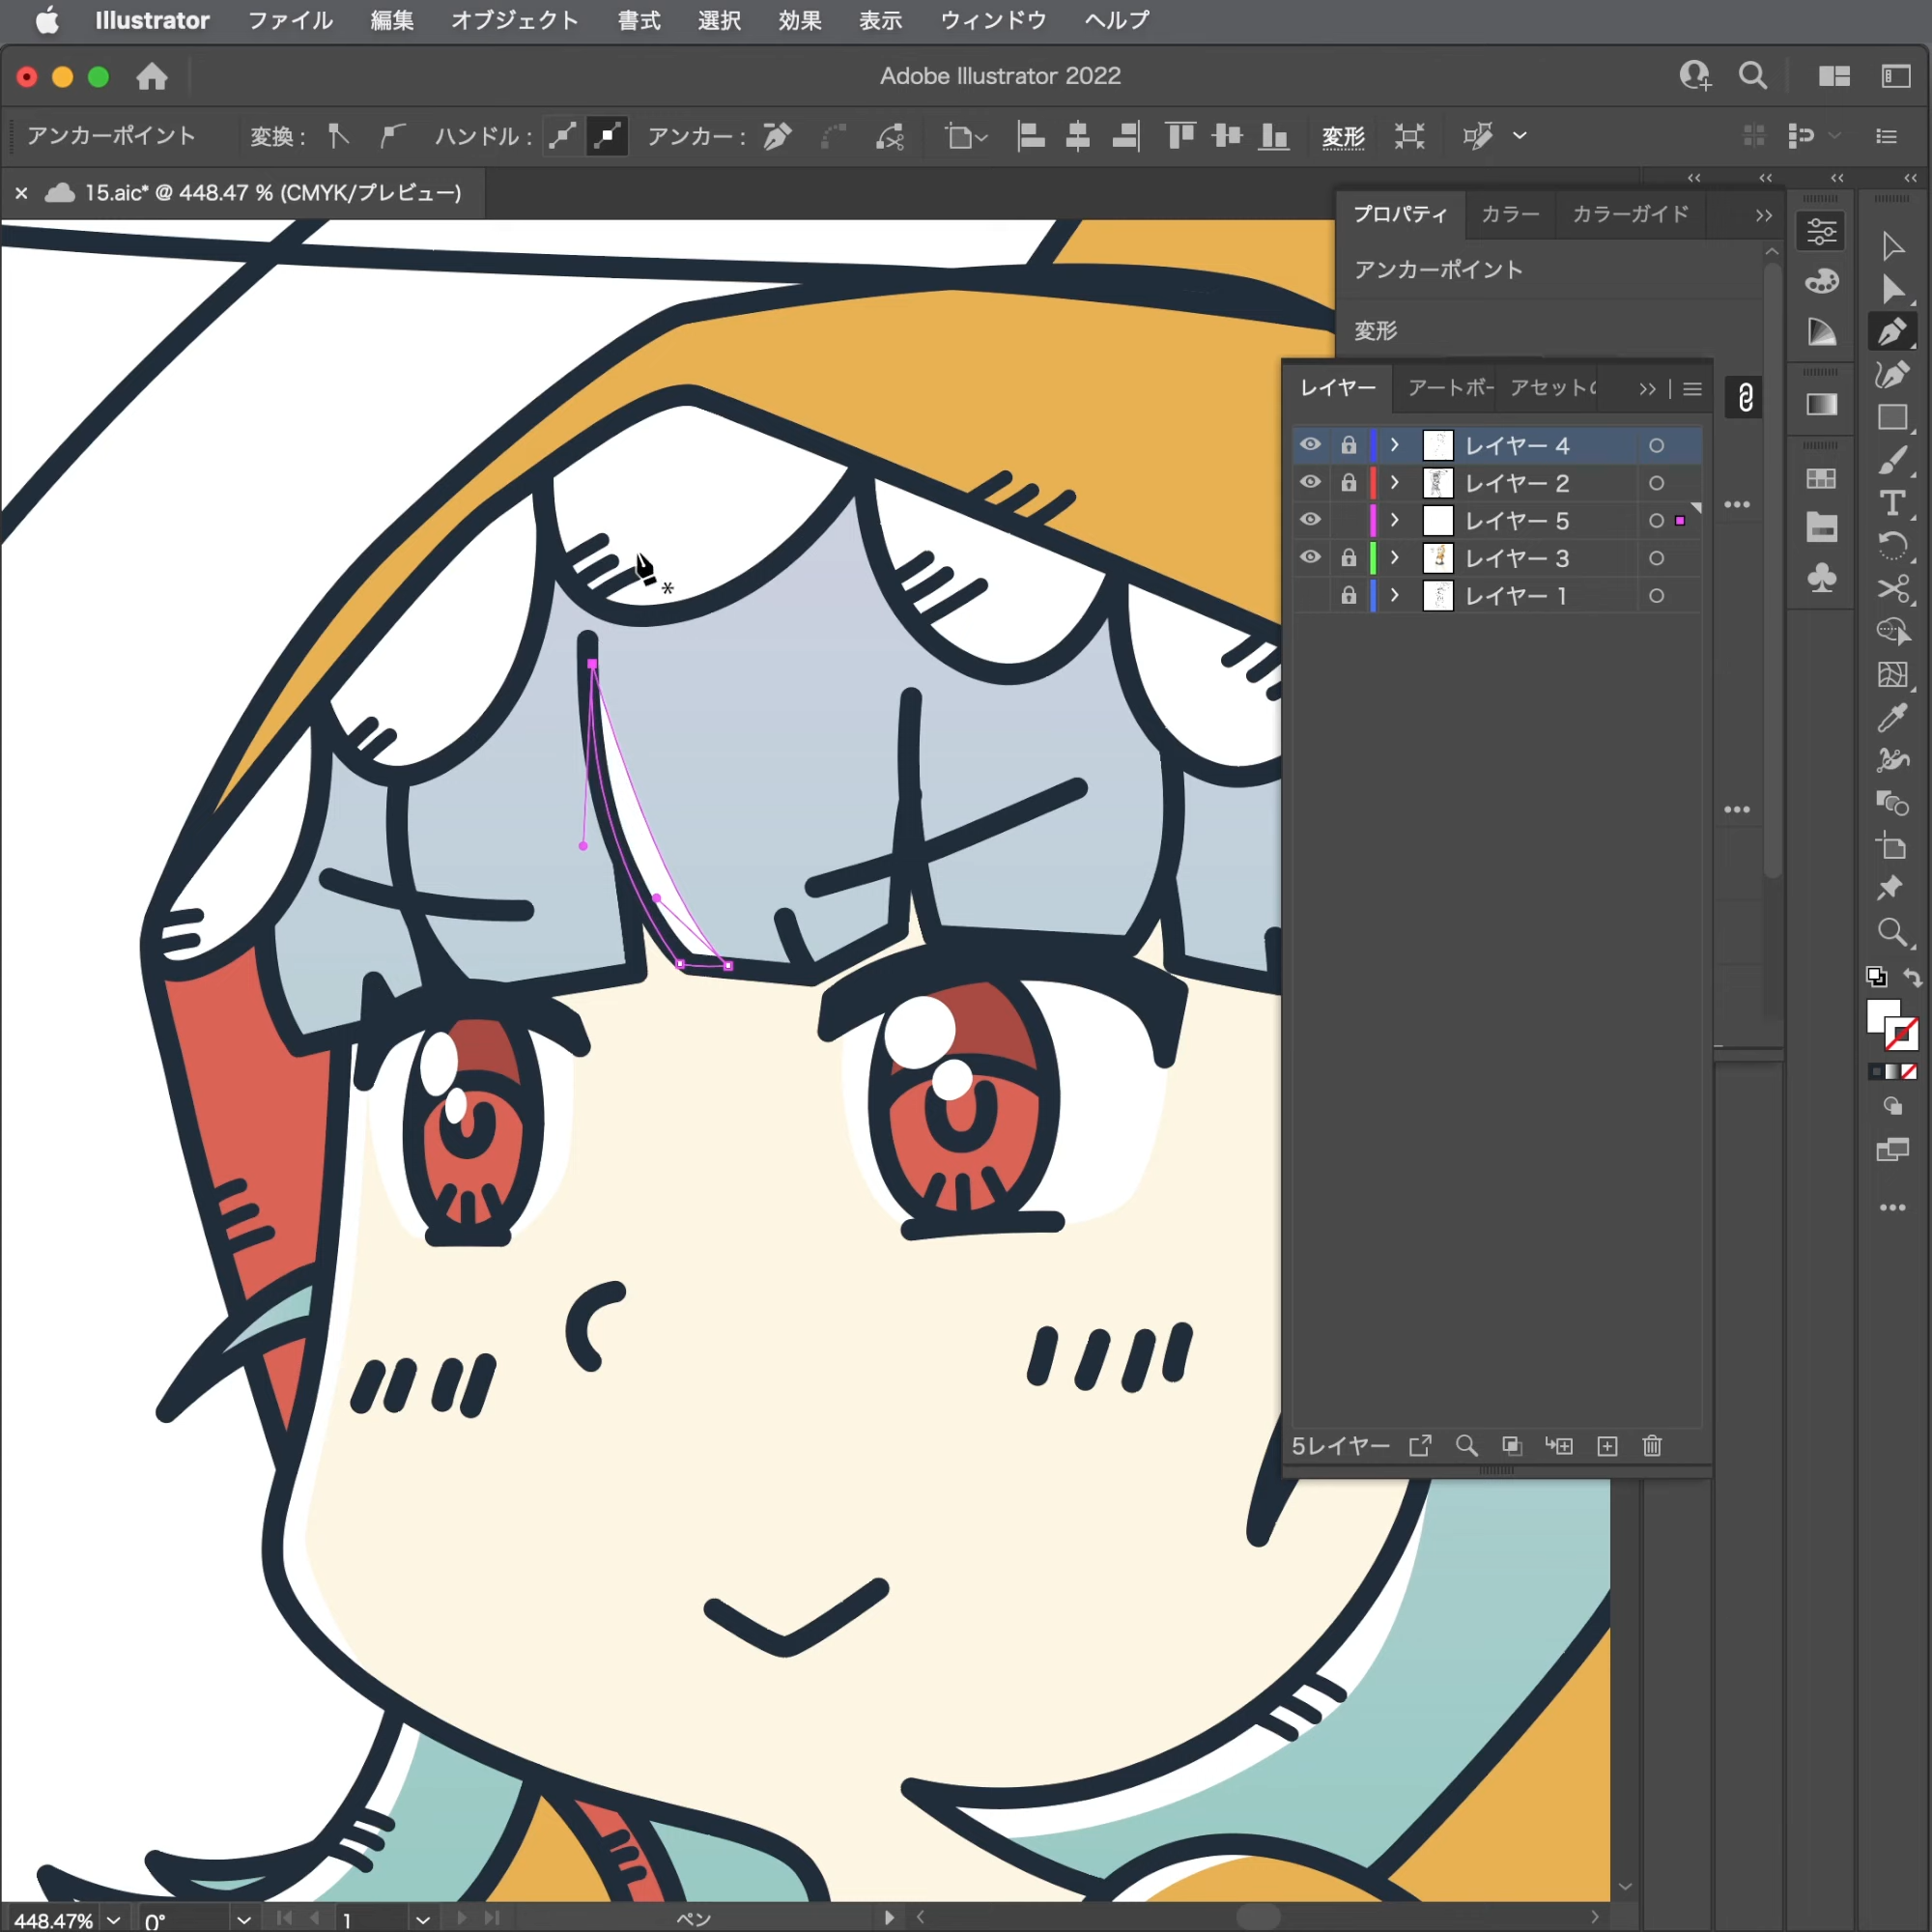 Illustrator ファイル 編集 オブジェクト 書式 選択 効果 表示 ウィンドウ ヘルプ
Adobe Illustrator 2022
アンカーポイント 変換： ハンドル： アンカー： 変形
× 15.aic* @ 448.47 % (CMYK/プレビュー)
プロパティ カラー カラーガイド
アンカーポイント
変形
レイヤー アートボー アセットの
レイヤー 4
レイヤー 2
レイヤー 5
レイヤー 3
レイヤー 1
5レイヤー
448.47% 0° 1 ペン